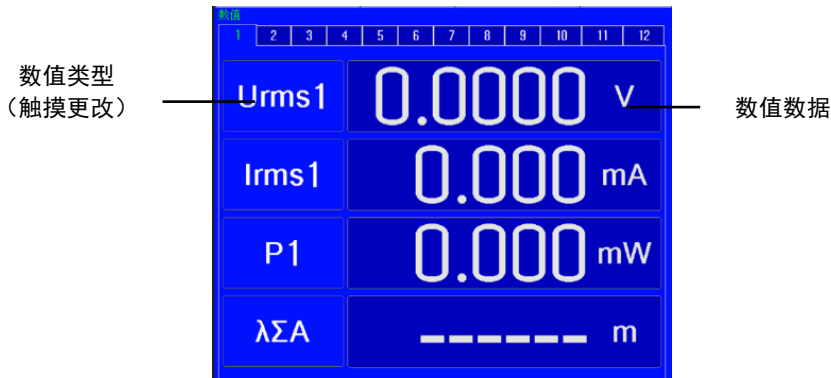 数值
1 2 3 4 5 6 7 8 9 10 11 12
数值类型
（触摸更改）
Urms1 0.0000 V
数值数据
Irms1 0.000 mA
P1 0.000 mW
λΣA ------ m